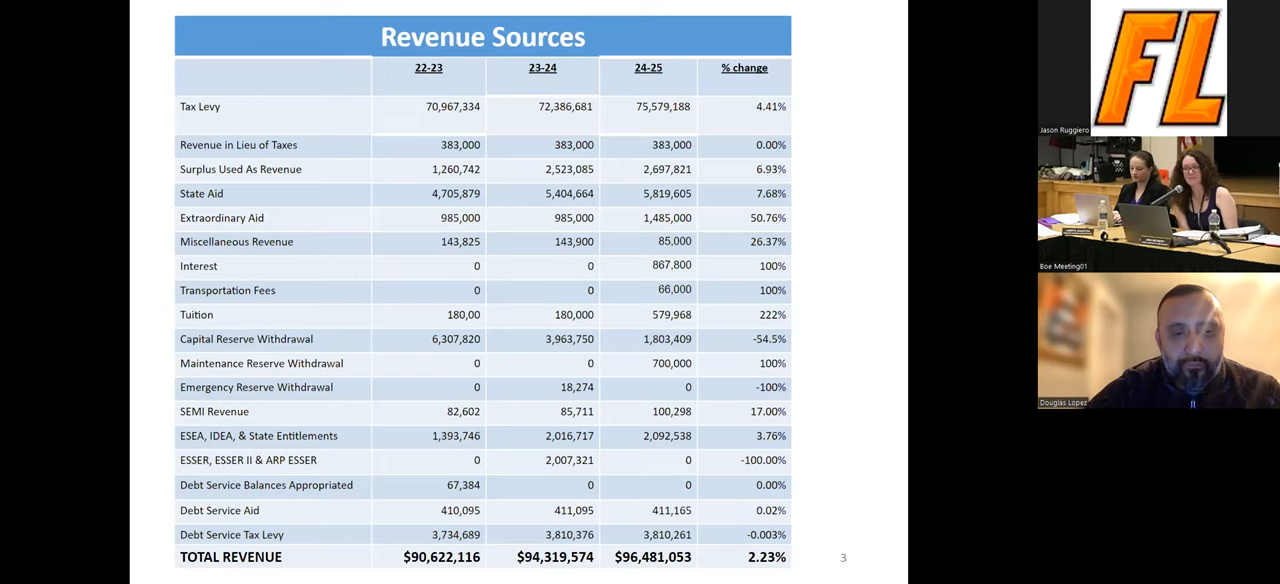 Revenue Sources
22-23 23-24 24-25 % change
Tax Levy 70,967,334 72,386,681 75,579,188 4.41%
Revenue in Lieu of Taxes 383,000 383,000 383,000 0.00%
Surplus Used As Revenue 1,260,742 2,523,085 2,697,821 6.93%
State Aid 4,705,879 5,404,664 5,819,605 7.68%
Extraordinary Aid 985,000 985,000 1,485,000 50.76%
Miscellaneous Revenue 143,825 143,900 85,000 26.37%
Interest 0 0 867,800 100%
Transportation Fees 0 0 66,000 100%
Tuition 180,00 180,000 579,968 222%
Capital Reserve Withdrawal 6,307,820 3,963,750 1,803,409 -54.5%
Maintenance Reserve Withdrawal 0 0 700,000 100%
Emergency Reserve Withdrawal 0 18,274 0 -100%
SEMI Revenue 82,602 85,711 100,298 17.00%
ESEA, IDEA, & State Entitlements 1,393,746 2,016,717 2,092,538 3.76%
ESSER, ESSER II & ARP ESSER 0 2,007,321 0 -100.00%
Debt Service Balances Appropriated 67,384 0 0 0.00%
Debt Service Aid 410,095 411,095 411,165 0.02%
Debt Service Tax Levy 3,734,689 3,810,376 3,810,261 -0.003%
TOTAL REVENUE $90,622,116 $94,319,574 $96,481,053 2.23%
3
FL
Jason Ruggiero
Boe Meeting01
Douglas Lopez